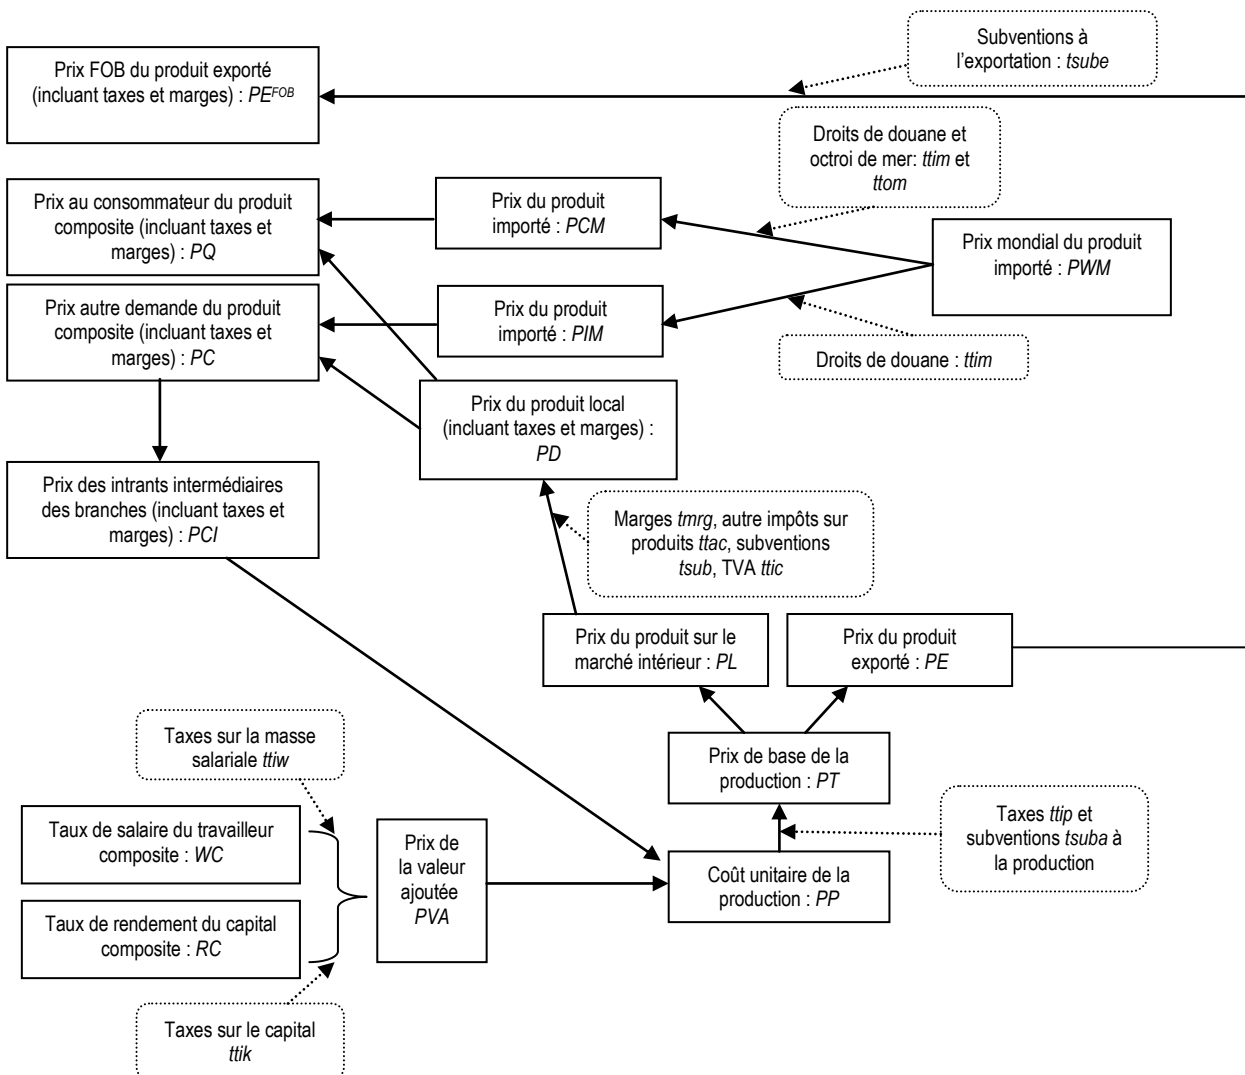 Subventions à
l'exportation : tsube
Prix FOB du produit exporté
(incluant taxes et marges) : PE^FOB
Droits de douane et
octroi de mer: ttim et
ttom
Prix au consommateur du produit
composite (incluant taxes et
marges) : PQ
Prix du produit
importé : PCM
Prix mondial du produit
importé : PWM
Prix autre demande du produit
composite (incluant taxes et
marges) : PC
Prix du produit
importé : PIM
Droits de douane : ttim
Prix du produit local
(incluant taxes et marges) :
PD
Prix des intrants intermédiaires
des branches (incluant taxes et
marges) : PCI
Marges tmrg, autre impôts sur
produits ttac, subventions
tsub, TVA ttic
Prix du produit sur le
marché intérieur : PL
Prix du produit
exporté : PE
Taxes sur la masse
salariale ttiw
Prix de base de la
production : PT
Taxes ttip et
subventions tsuba à
la production
Taux de salaire du travailleur
composite : WC
Prix de
la valeur
ajoutée
PVA
Coût unitaire de la
production : PP
Taux de rendement du capital
composite : RC
Taxes sur le capital
ttik